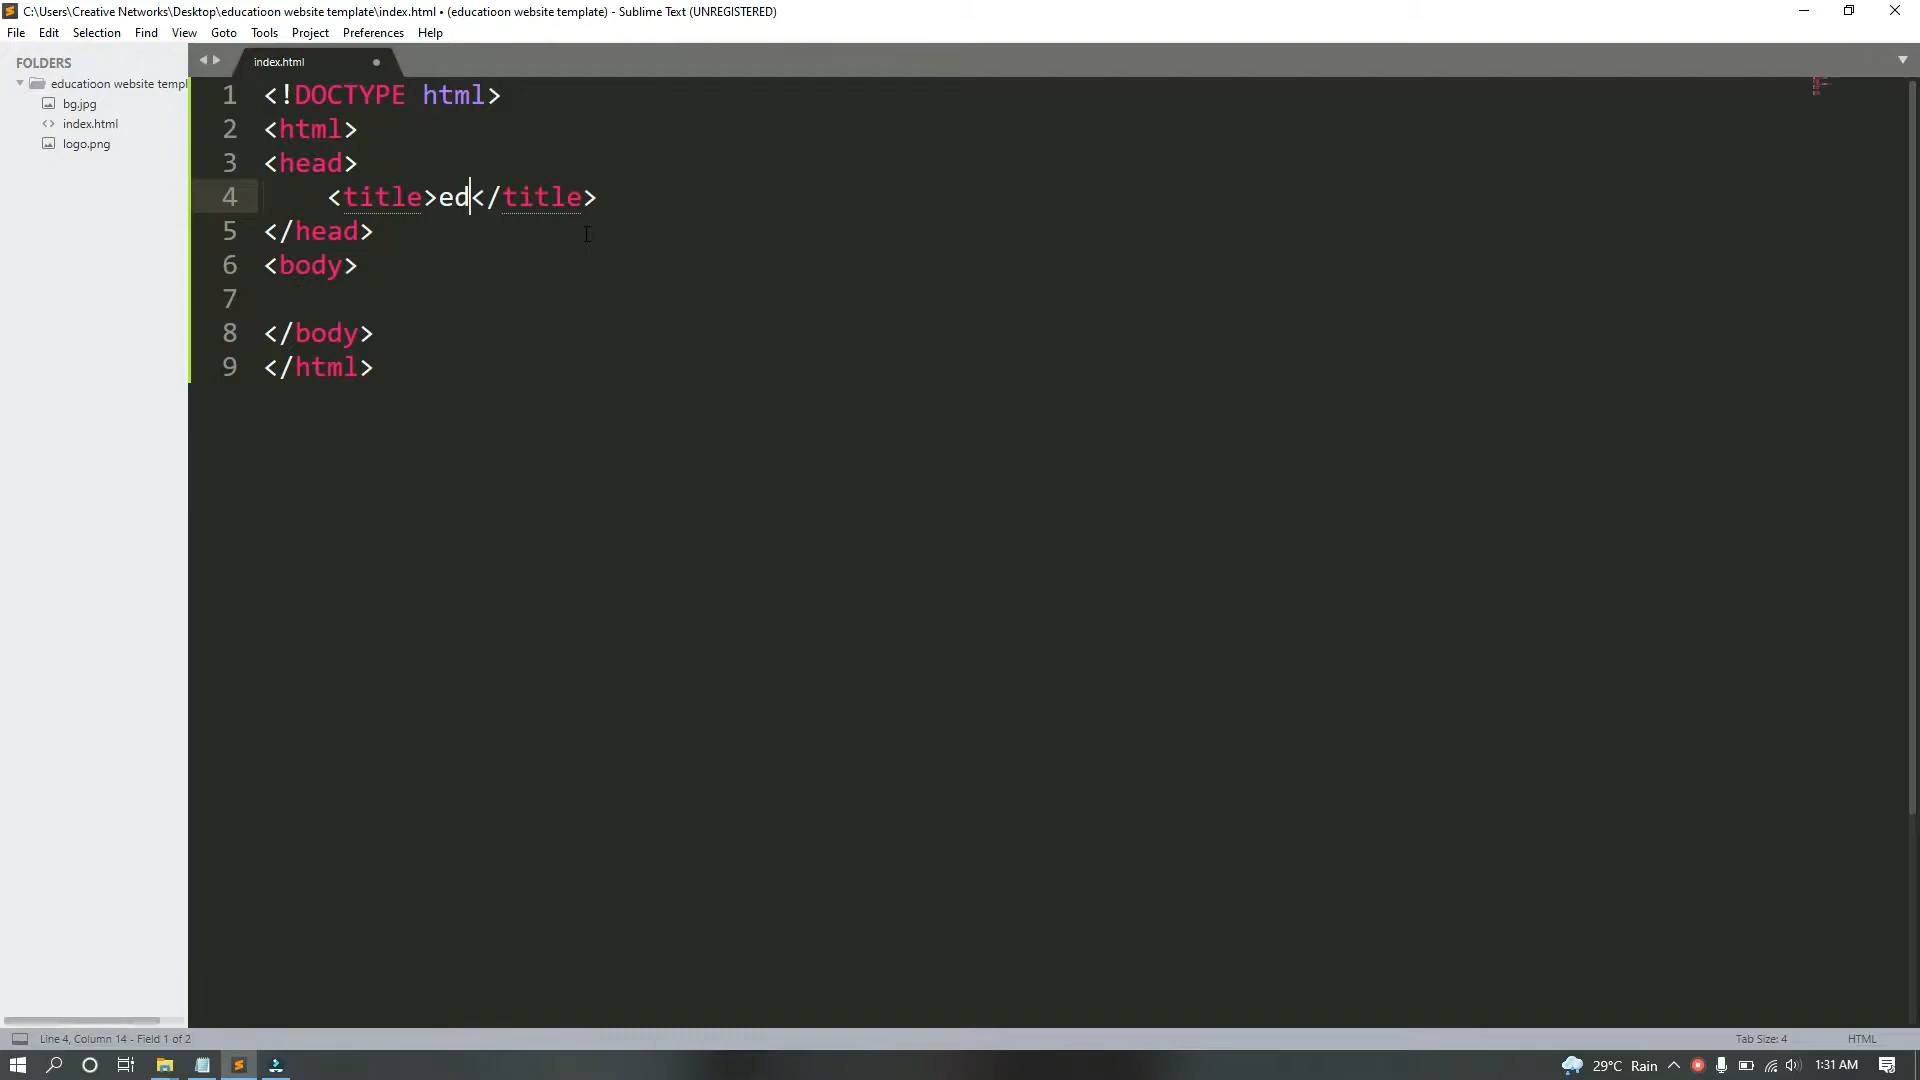 C:\Users\Creative Networks\Desktop\educatioon website template\index.html • (educatioon website template) - Sublime Text (UNREGISTERED)
File Edit Selection Find View Goto Tools Project Preferences Help
FOLDERS
educatioon website templ
bg.jpg
index.html
logo.png
index.html
1 <!DOCTYPE html>
2 <html>
3 <head>
4 <title>ed</title>
5 </head>
6 <body>
7
8 </body>
9 </html>
Line 4, Column 14 - Field 1 of 2
Tab Size: 4
HTML
29°C Rain
1:31 AM